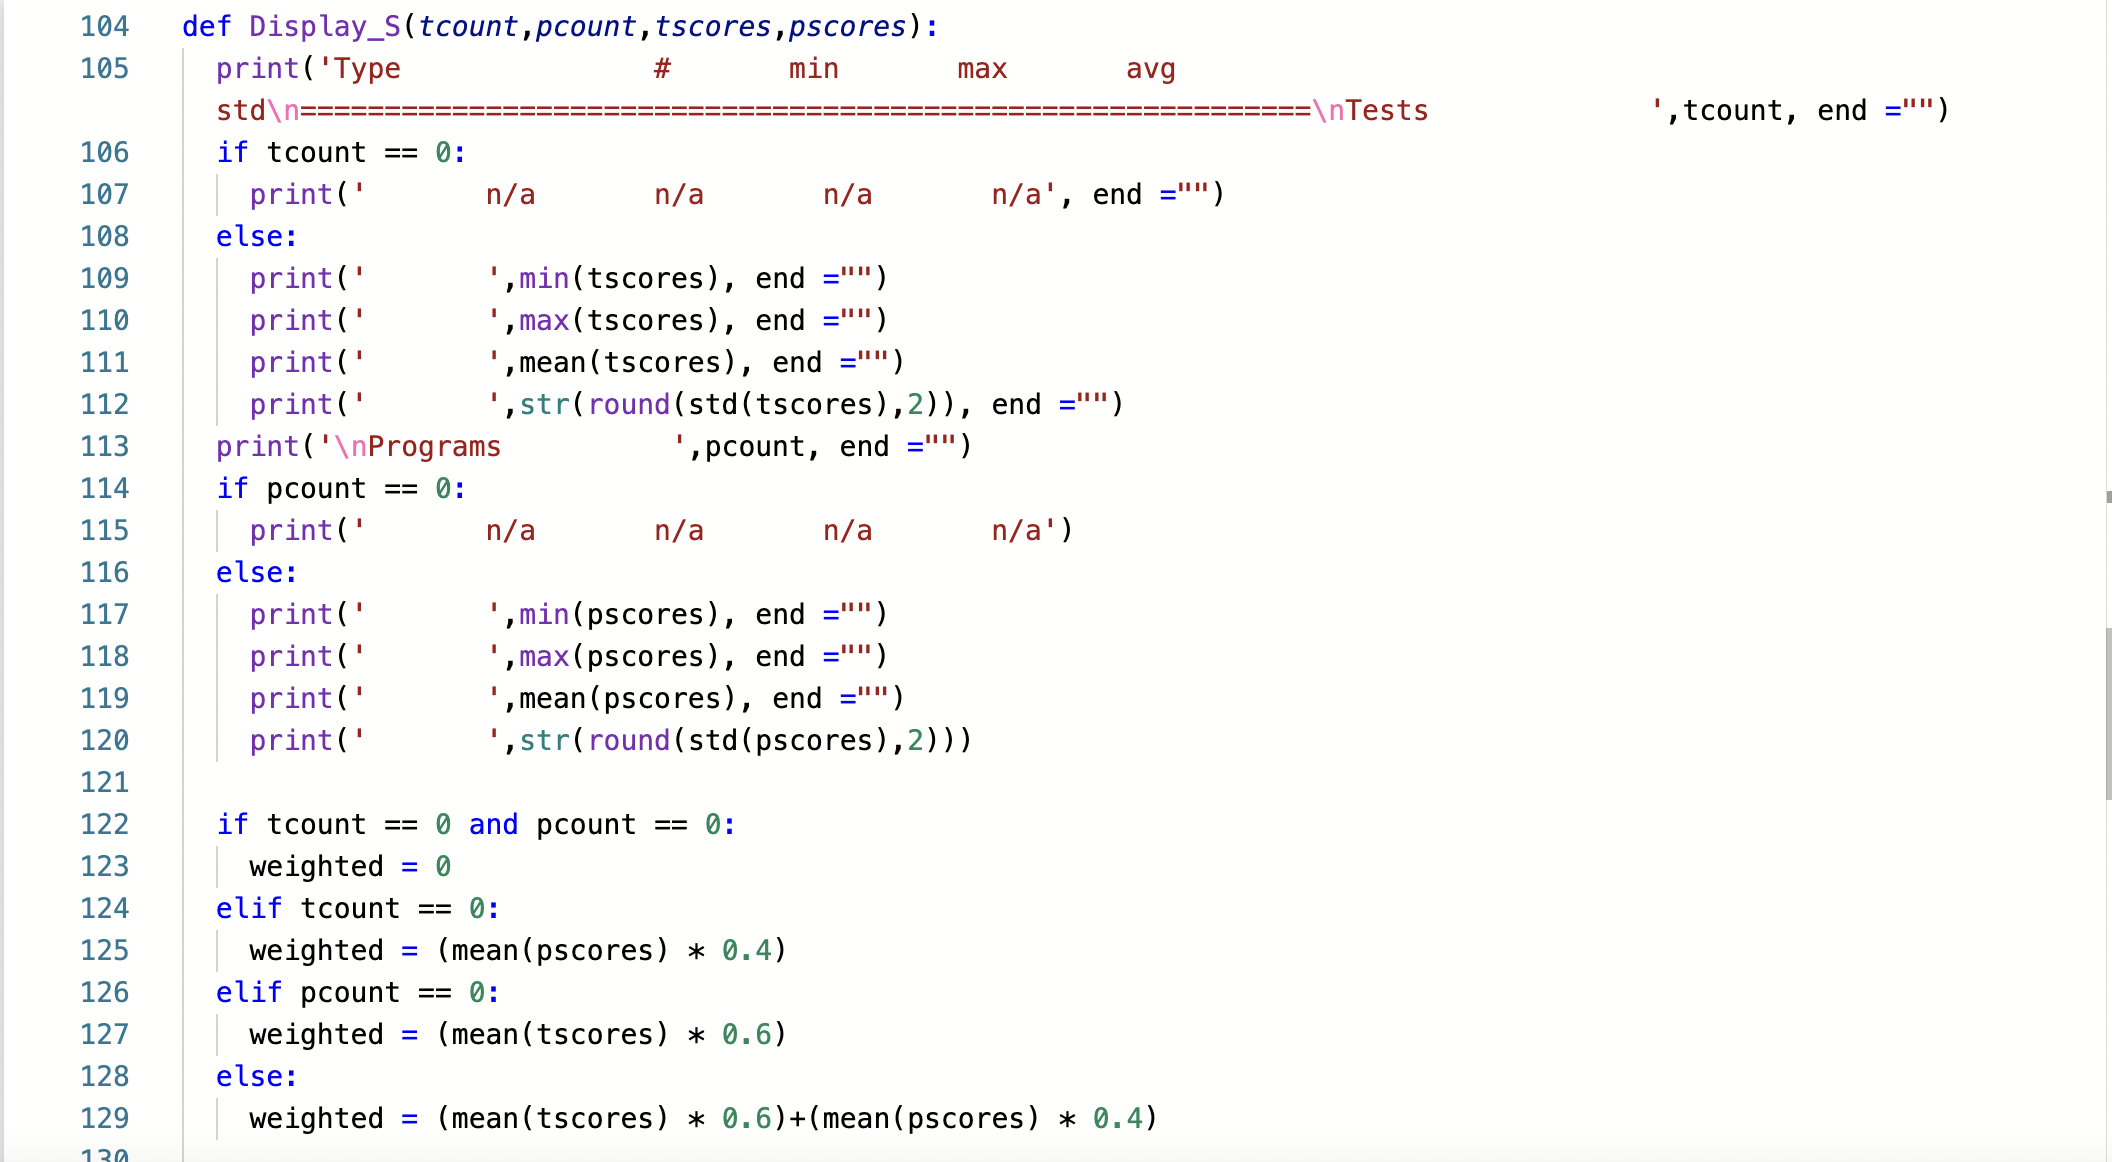 104 def Display_S(tcount,pcount,tscores,pscores):
105   print('Type               #       min       max       avg
      std\n============================================================\nTests             ',tcount, end ="")
106   if tcount == 0:
107     print('       n/a       n/a       n/a       n/a', end ="")
108   else:
109     print('       ',min(tscores), end ="")
110     print('       ',max(tscores), end ="")
111     print('       ',mean(tscores), end ="")
112     print('       ',str(round(std(tscores),2)), end ="")
113   print('\nPrograms          ',pcount, end ="")
114   if pcount == 0:
115     print('       n/a       n/a       n/a       n/a')
116   else:
117     print('       ',min(pscores), end ="")
118     print('       ',max(pscores), end ="")
119     print('       ',mean(pscores), end ="")
120     print('       ',str(round(std(pscores),2)))
121
122   if tcount == 0 and pcount == 0:
123     weighted = 0
124   elif tcount == 0:
125     weighted = (mean(pscores) * 0.4)
126   elif pcount == 0:
127     weighted = (mean(tscores) * 0.6)
128   else:
129     weighted = (mean(tscores) * 0.6)+(mean(pscores) * 0.4)
130